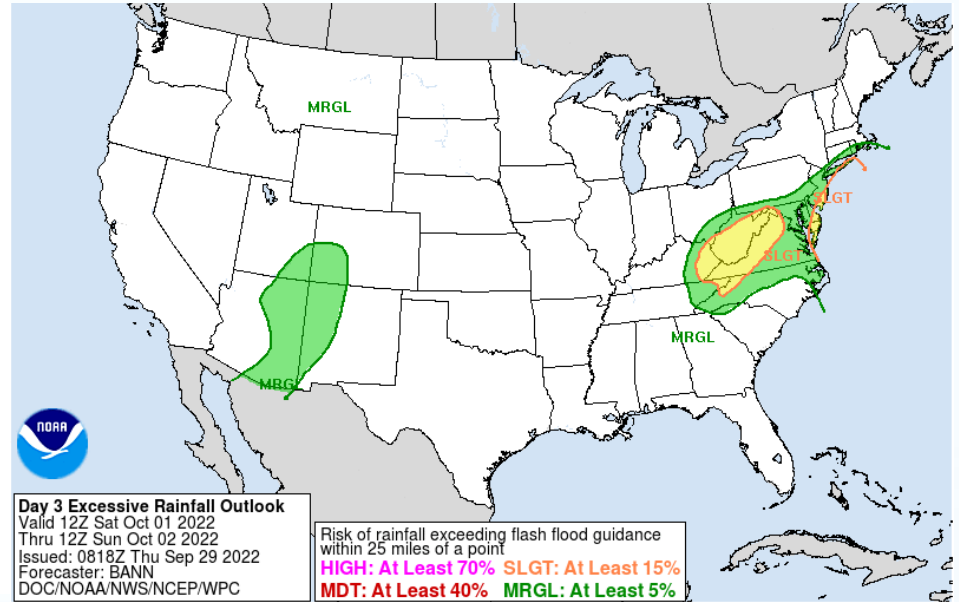 MRGL
SLGT
SLGT
MRGL
MRGL
NOAA
Day 3 Excessive Rainfall Outlook
Valid 12Z Sat Oct 01 2022
Thru 12Z Sun Oct 02 2022
Issued: 0818Z Thu Sep 29 2022
Forecaster: BANN
DOC/NOAA/NWS/NCEP/WPC
Risk of rainfall exceeding flash flood guidance
within 25 miles of a point
HIGH: At Least 70% SLGT: At Least 15%
MDT: At Least 40% MRGL: At Least 5%